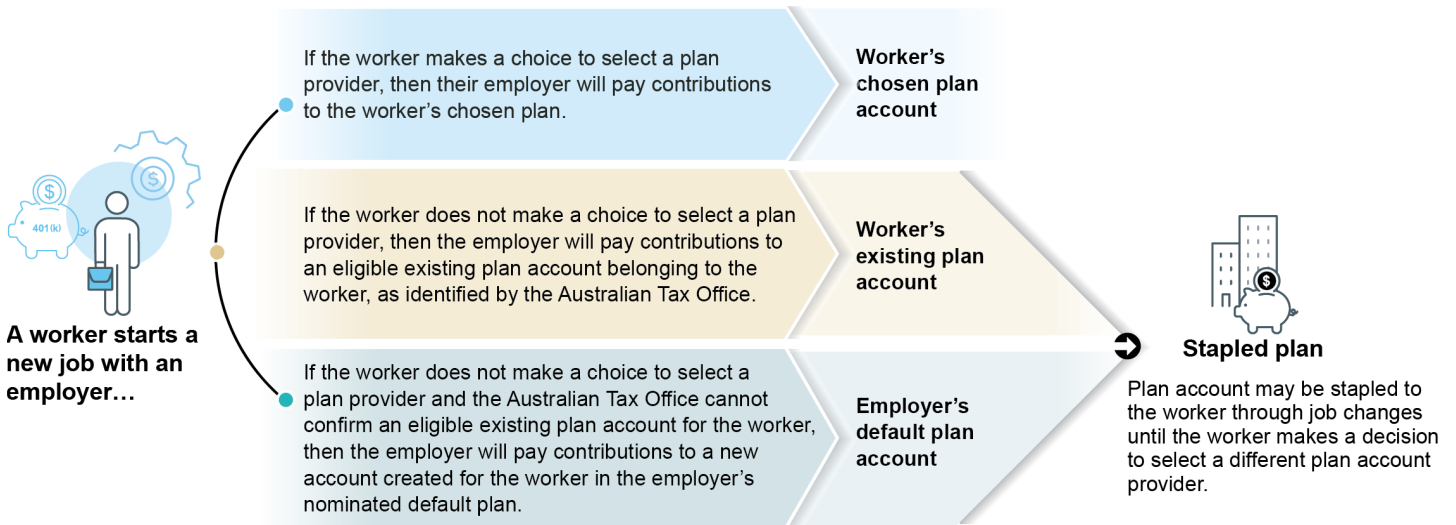 If the worker makes a choice to select a plan
provider, then their employer will pay contributions
to the worker’s chosen plan.
Worker’s
chosen plan
account
$
$
401(k)
A worker starts a
new job with an
employer…
If the worker does not make a choice to select a plan
provider, then the employer will pay contributions to
an eligible existing plan account belonging to the
worker, as identified by the Australian Tax Office.
Worker’s
existing plan
account
If the worker does not make a choice to select a
plan provider and the Australian Tax Office cannot
confirm an eligible existing plan account for the worker,
then the employer will pay contributions to a new
account created for the worker in the employer’s
nominated default plan.
Employer’s
default plan
account
$
Stapled plan
Plan account may be stapled to
the worker through job changes
until the worker makes a decision
to select a different plan account
provider.